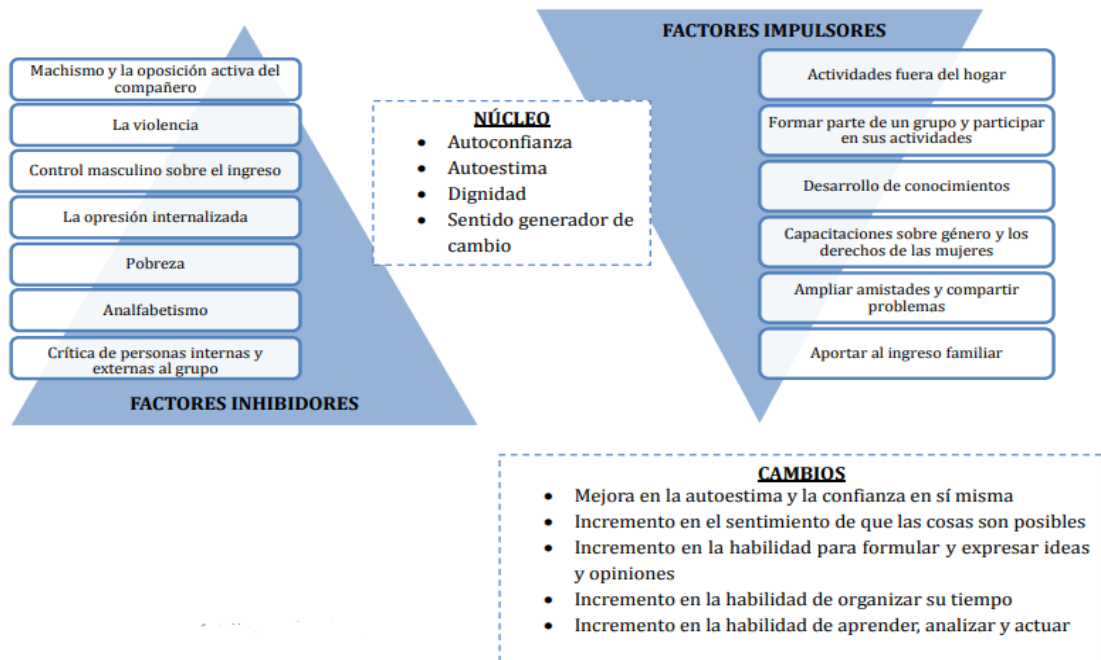 Machismo y la oposición activa del
compañero
La violencia
Control masculino sobre el ingreso
La opresión internalizada
Pobreza
Analfabetismo
Crítica de personas internas y
externas al grupo
FACTORES INHIBIDORES
NÚCLEO
• Autoconfianza
• Autoestima
• Dignidad
• Sentido generador de
cambio
FACTORES IMPULSORES
Actividades fuera del hogar
Formar parte de un grupo y participar
en sus actividades
Desarrollo de conocimientos
Capacitaciones sobre género y los
derechos de las mujeres
Ampliar amistades y compartir
problemas
Aportar al ingreso familiar
CAMBIOS
• Mejora en la autoestima y la confianza en sí misma
• Incremento en el sentimiento de que las cosas son posibles
• Incremento en la habilidad para formular y expresar ideas
y opiniones
• Incremento en la habilidad de organizar su tiempo
• Incremento en la habilidad de aprender, analizar y actuar